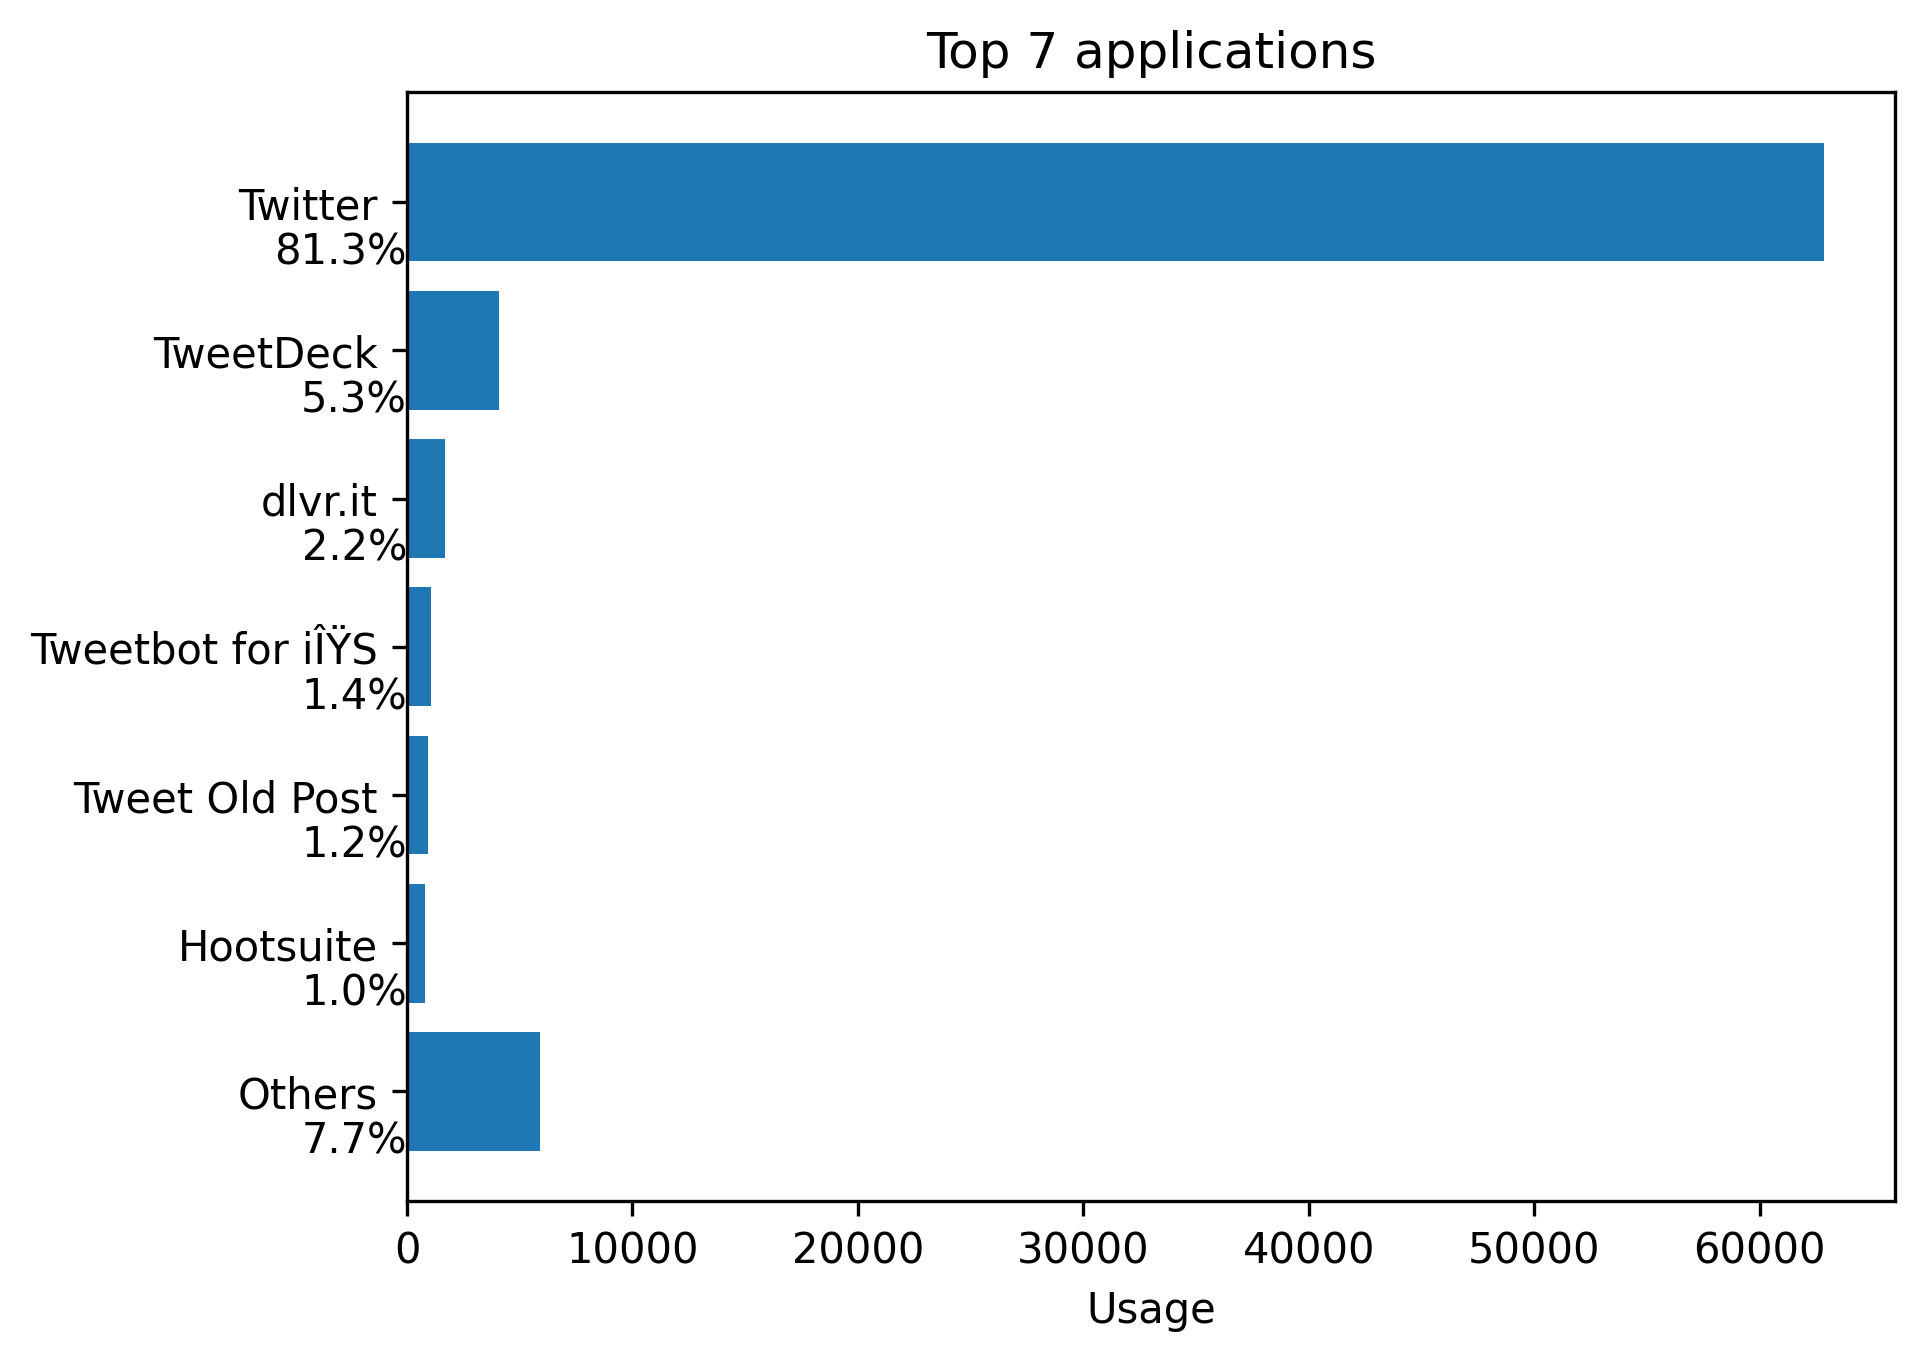 Top 7 applications
Twitter
81.3%
TweetDeck
5.3%
dlvr.it
2.2%
Tweetbot for iÎŸS
1.4%
Tweet Old Post
1.2%
Hootsuite
1.0%
Others
7.7%
0 10000 20000 30000 40000 50000 60000
Usage